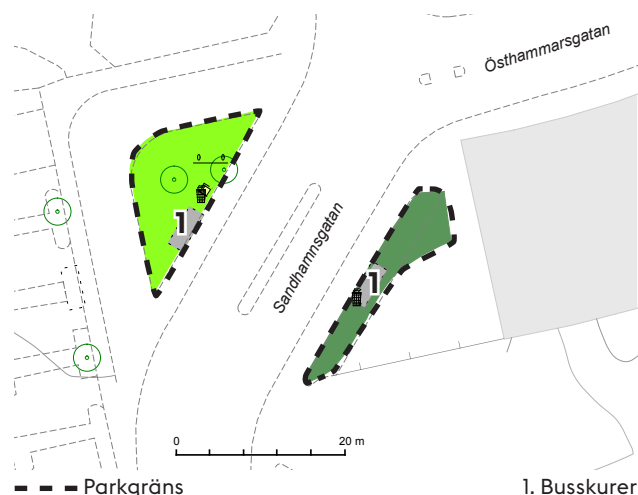 Östhammarsgatan
1
Sandhamnsgatan
1
0 20 m
Parkgräns 1. Busskurer